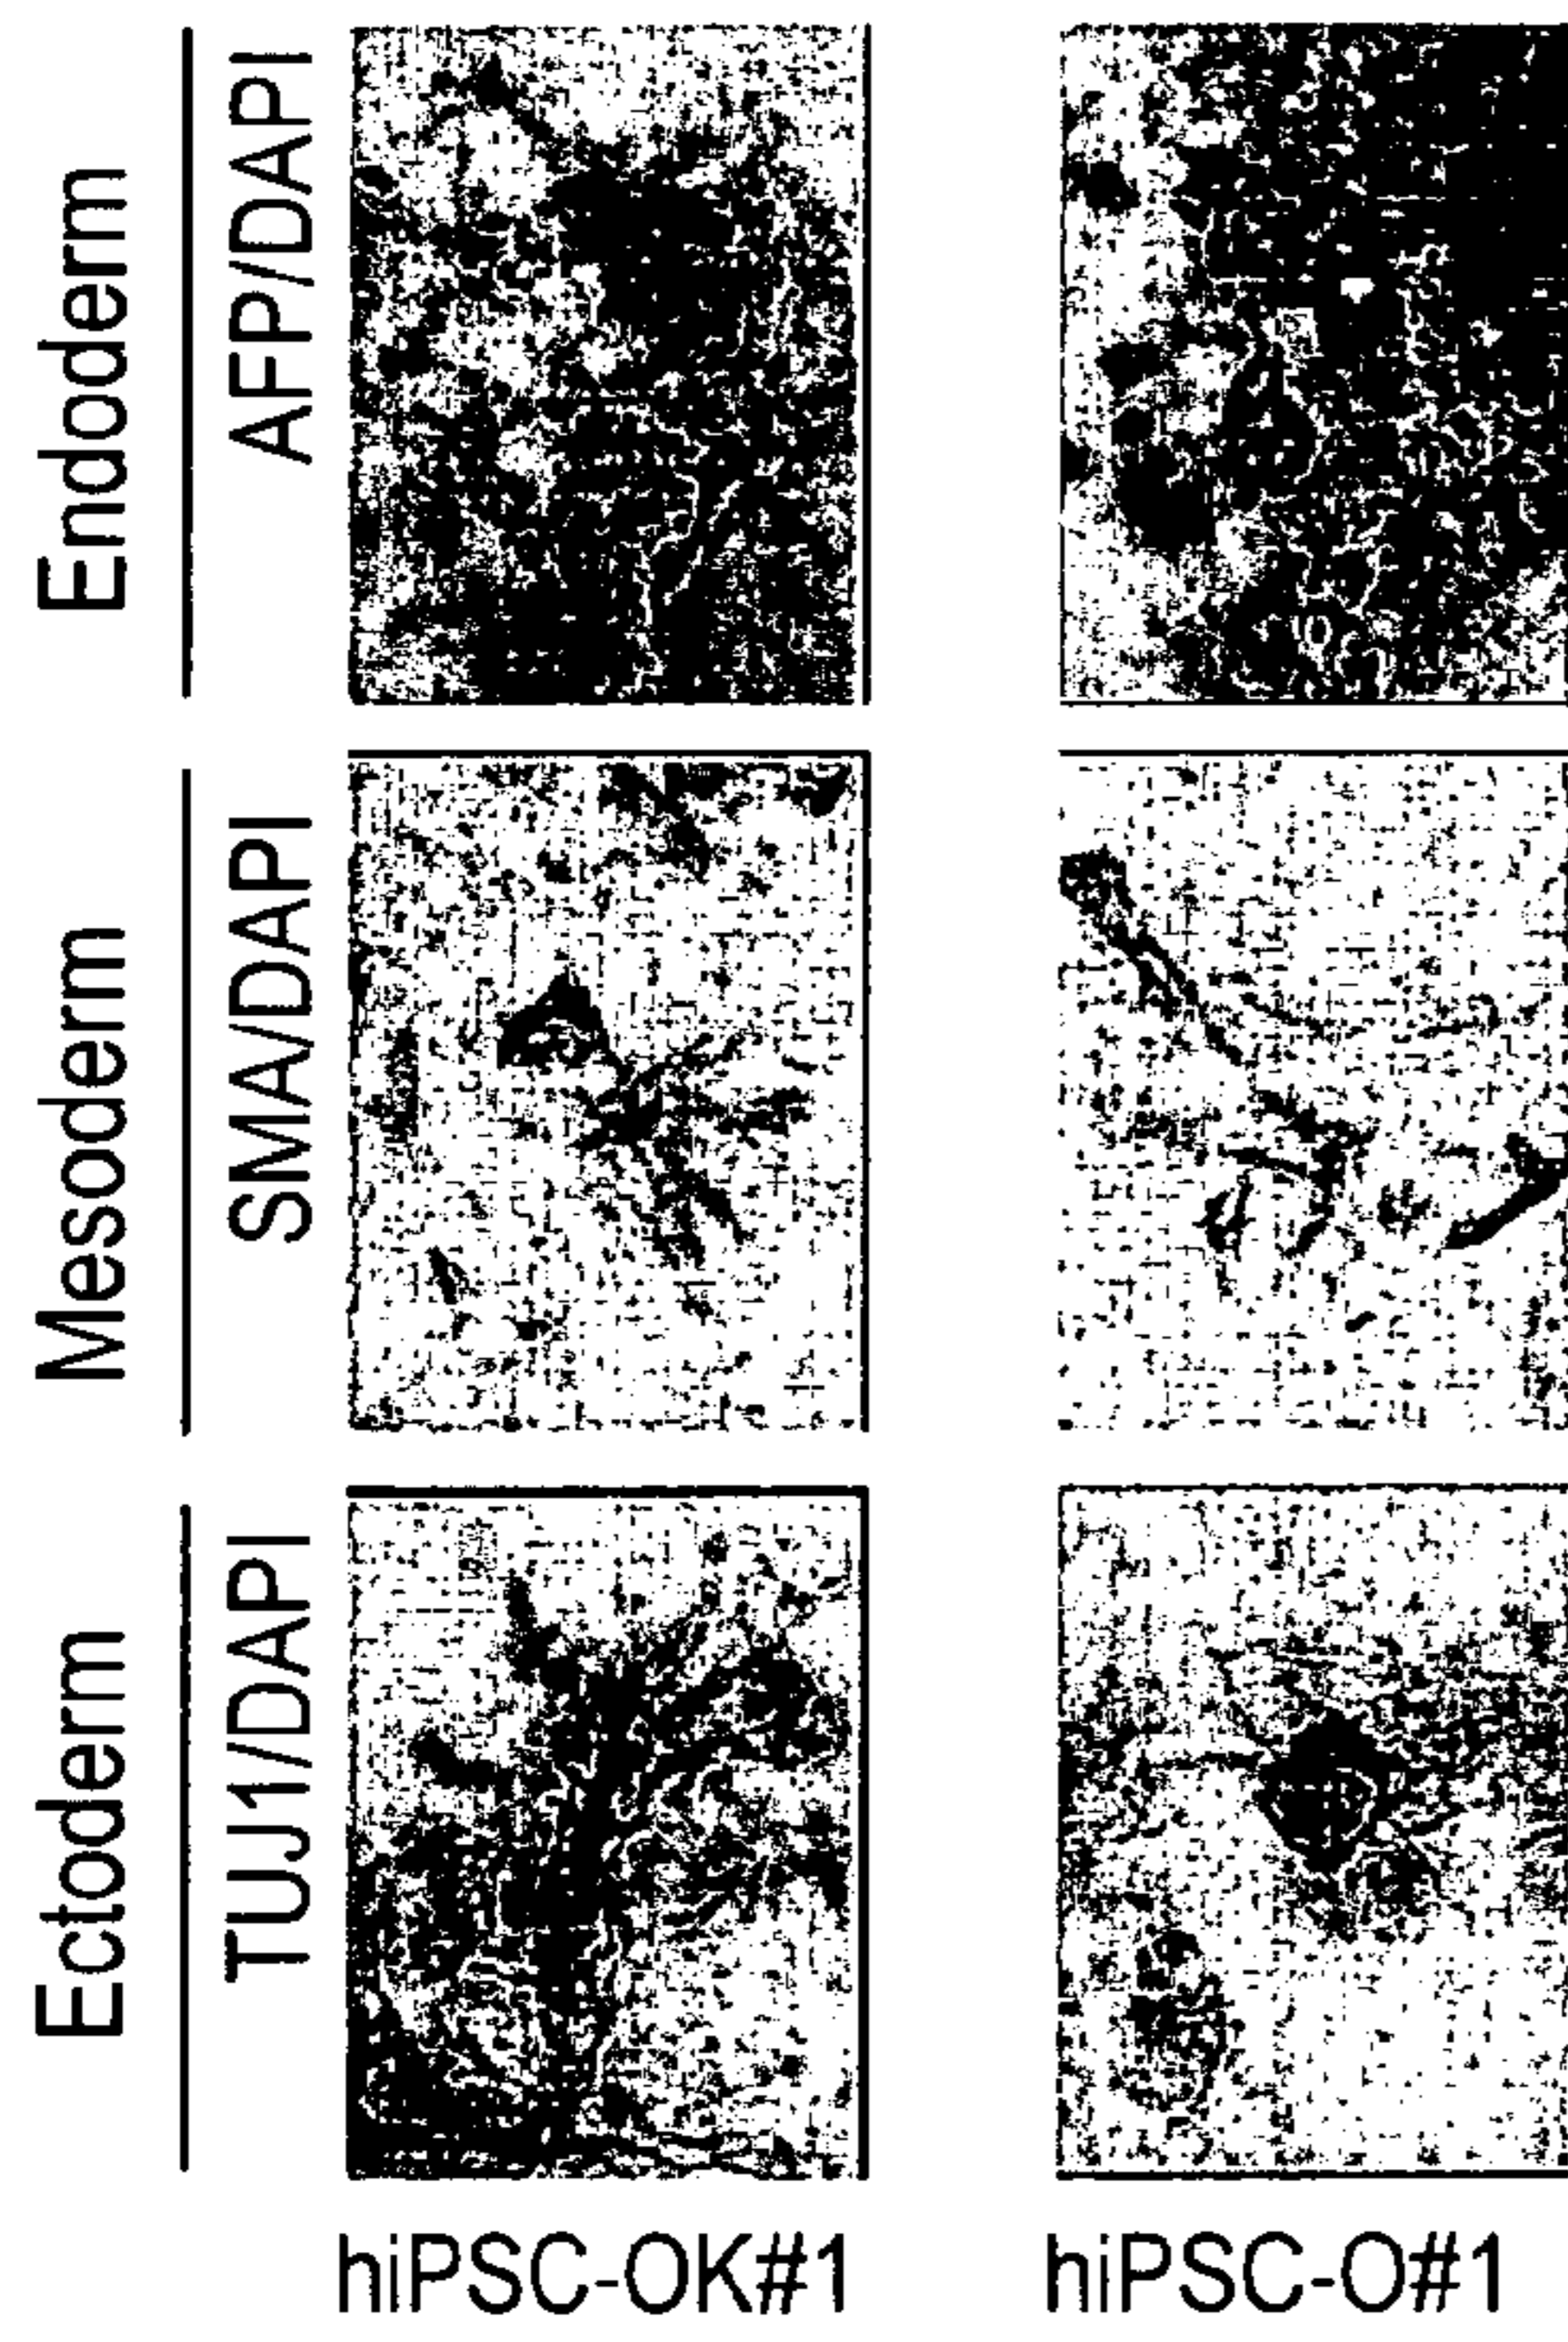 Endoderm
AFP/DAPI
Mesoderm
SMA/DAPI
Ectoderm
TUJ1/DAPI
hiPSC-OK#1
hiPSC-O#1